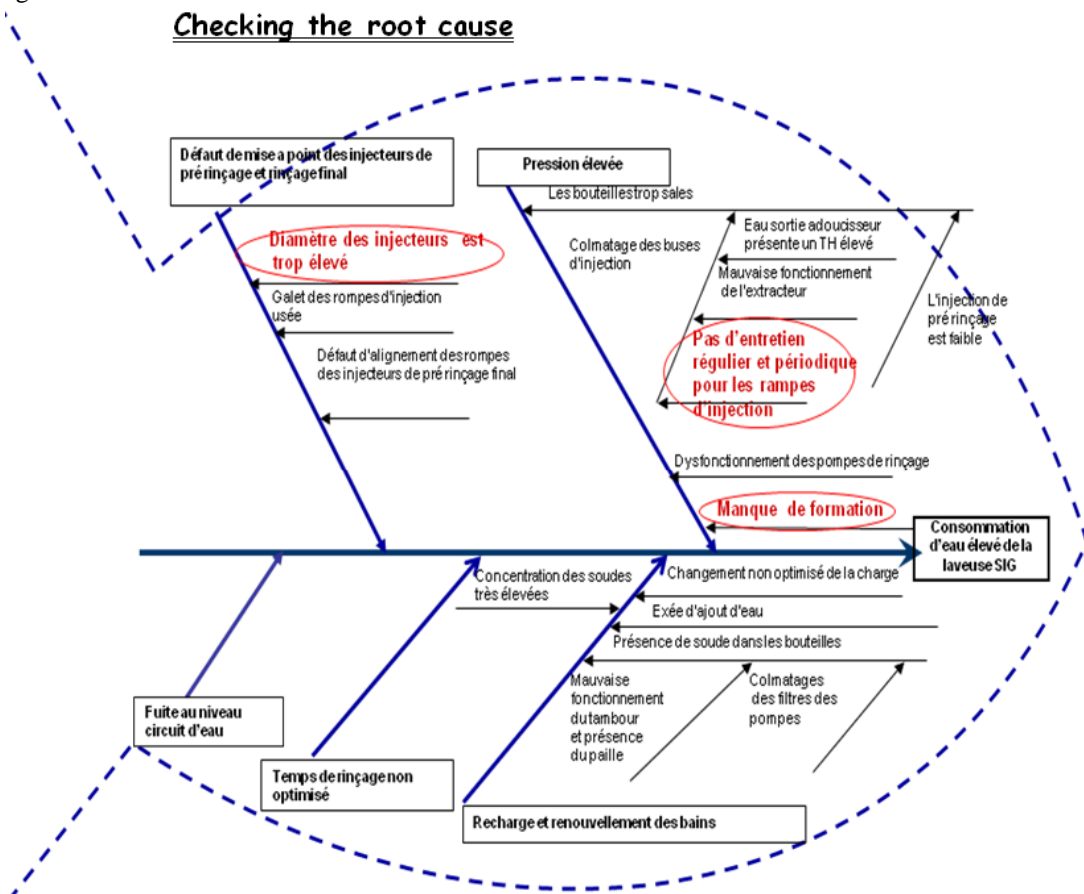 Checking the root cause
Défaut de mise a point des injecteurs de
pré rinçage et rinçage final
Pression élevée
Les bouteilles trop sales
Diamètre des injecteurs est
trop élevé
Colmatage des buses
d'injection
Eau sortie adoucisseur
présente un TH élevé
Mauvaise fonctionnement
de l'extracteur
Galet des rompes d'injection
usée
L'injection de
pré rinçage
est faible
Défaut d'alignement des rompes
des injecteurs de pré rinçage final
Pas d'entretien
régulier et périodique
pour les rampes
d'injection
Dysfonctionnement des pompes de rinçage
Manque de formation
Consommation
d'eau élevé de la
laveuse SIG
Concentration des soudes
très élevées
Changement non optimisé de la charge
Exée d'ajout d'eau
Présence de soude dans les bouteilles
Mauvaise
fonctionnement
du tambour
et présence
du paille
Colmatages
des filtres des
pompes
Fuite au niveau
circuit d'eau
Temps de rinçage non
optimisé
Recharge et renouvellement des bains